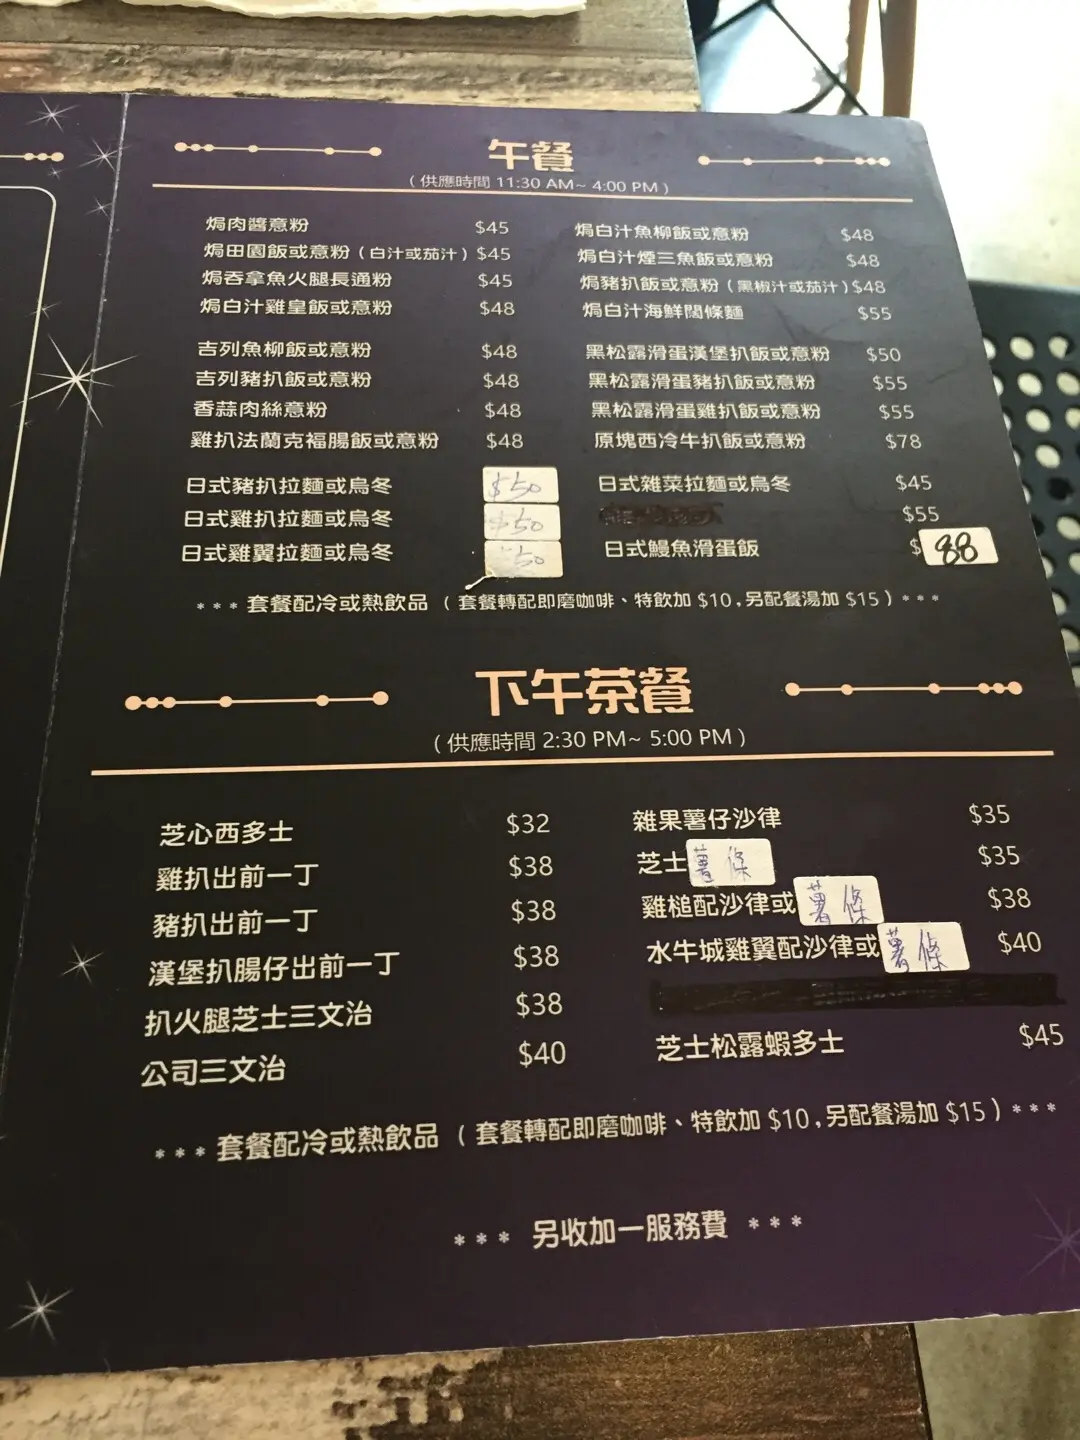 午餐
（供應時間 11:30 AM~ 4:00 PM）
焗肉醬意粉 $45
焗田園飯或意粉（白汁或茄汁）$45
焗吞拿魚火腿長通粉 $45
焗白汁雞皇飯或意粉 $48
吉列魚柳飯或意粉 $48
吉列豬扒飯或意粉 $48
香蒜肉絲意粉 $48
雞扒法蘭克福腸飯或意粉 $48
日式豬扒拉麵或烏冬 $50
日式雞扒拉麵或烏冬 $50
日式雞翼拉麵或烏冬 $50
焗白汁魚柳飯或意粉 $48
焗白汁煙三魚飯或意粉 $48
焗豬扒飯或意粉（黑椒汁或茄汁）$48
焗白汁海鮮闊條麵 $55
黑松露滑蛋漢堡扒飯或意粉 $50
黑松露滑蛋豬扒飯或意粉 $55
黑松露滑蛋雞扒飯或意粉 $55
原塊西冷牛扒飯或意粉 $78
日式雜菜拉麵或烏冬 $45
$55
日式鰻魚滑蛋飯 $88
*** 套餐配冷或熱飲品（套餐轉配即磨咖啡、特飲加 $10,另配餐湯加 $15）***
下午茶餐
（供應時間 2:30 PM~ 5:00 PM）
芝心西多士 $32
雞扒出前一丁 $38
豬扒出前一丁 $38
漢堡扒腸仔出前一丁 $38
扒火腿芝士三文治 $38
公司三文治 $40
雜果薯仔沙律 $35
芝士薯條 $35
雞槌配沙律或薯條 $38
水牛城雞翼配沙律或薯條 $40
芝士松露蝦多士 $45
*** 套餐配冷或熱飲品（套餐轉配即磨咖啡、特飲加 $10,另配餐湯加 $15）***
*** 另收加一服務費 ***